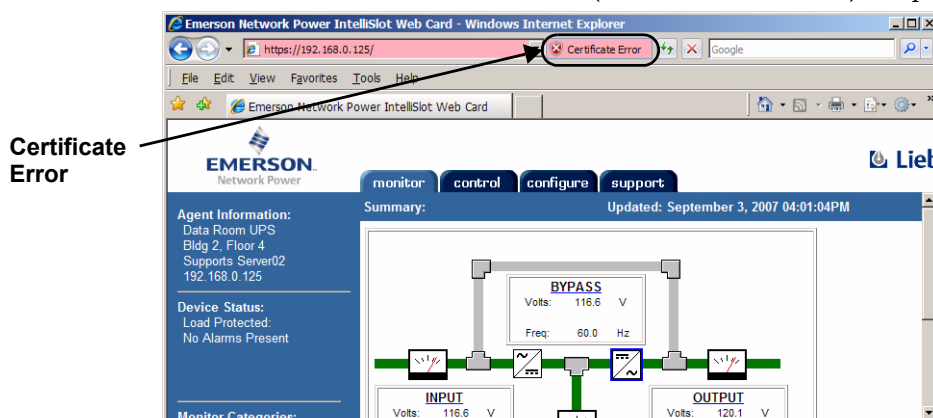 Emerson Network Power IntelliSlot Web Card - Windows Internet Explorer
https://192.168.0.125/
Certificate Error
Google
File Edit View Favorites Tools Help
Emerson Network Power IntelliSlot Web Card
Certificate
Error
EMERSON
Network Power
Lieb
monitor control configure support
Summary: Updated: September 3, 2007 04:01:04PM
Agent Information:
Data Room UPS
Bldg 2, Floor 4
Supports Server02
192.168.0.125
Device Status:
Load Protected:
No Alarms Present
Monitor Categories:
BYPASS
Volts: 116.6 V
Freq: 60.0 Hz
INPUT
Volts: 116.6 V
OUTPUT
Volts: 120.1 V